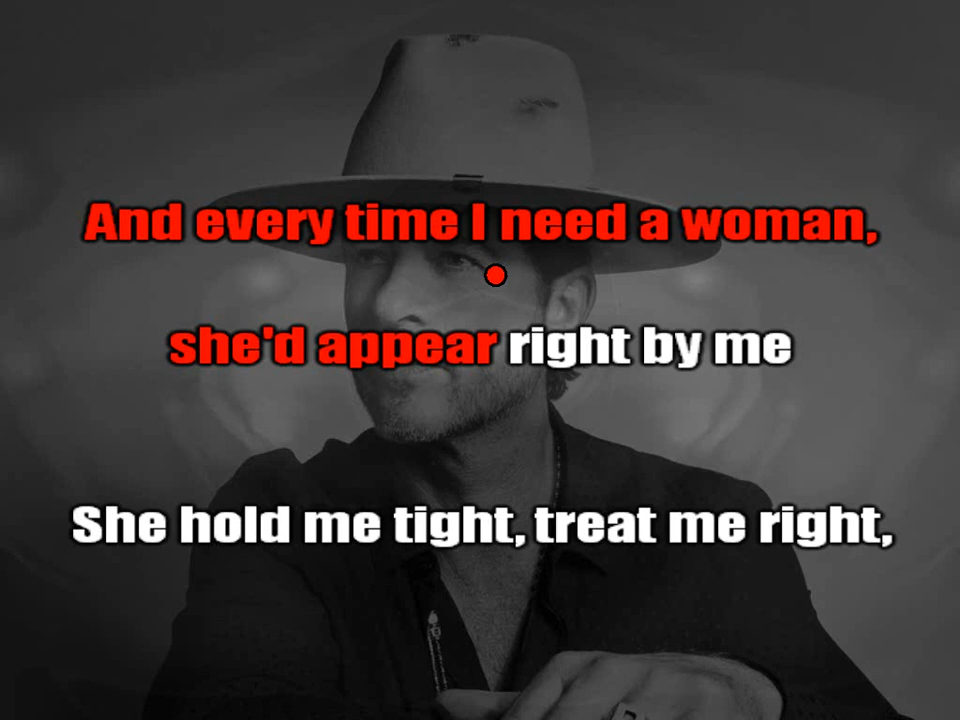 And every time I need a woman,
she'd appear right by me
She hold me tight, treat me right,